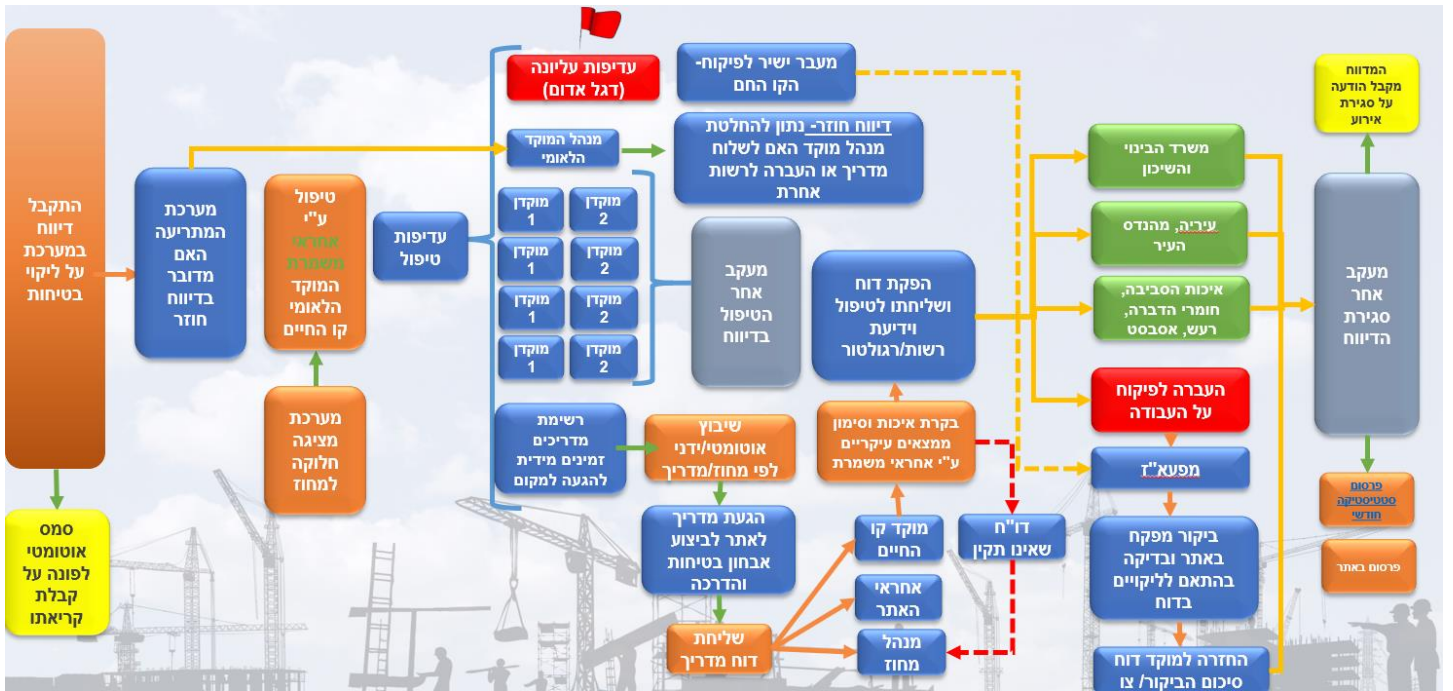 התקבל
דיווח
במערכת
על ליקוי
בטיחות
סמס
אוטומטי
לפונה על
קבלת
קריאתו
מערכת
המתריעה
האם
מדובר
בדיווח
חוזר
טיפול
ע"י
אחראי
משמרת
המוקד
הלאומי
קו החיים
מערכת
מציגה
חלוקה
למחוז
עדיפות
טיפול
עדיפות עליונה
(דגל אדום)
מעבר ישיר לפיקוח-
הקו החם
מנהל המוקד
הלאומי
דיווח חוזר- נתון להחלטת
מנהל מוקד האם לשלוח
מדריך או העברה לרשות
אחרת
מוקדן
1
מוקדן
2
מוקדן
1
מוקדן
2
מוקדן
1
מוקדן
2
מוקדן
1
מוקדן
2
מעקב
אחר
הטיפול
בדיווח
רשימת
מדריכים
זמינים מידית
להגעה למקום
שיבוץ
אוטומטי/ידני
לפי מחוז/מדריך
הגעת מדריך
לאתר לביצוע
אבחון בטיחות
והדרכה
שליחת
דוח מדריך
מוקד קו
החיים
אחראי
האתר
מנהל
מחוז
בקרת איכות וסימון
ממצאים עיקריים
ע"י אחראי משמרת
דו"ח
שאינו תקין
הפקת דוח
ושליחתו לטיפול
וידיעת
רשות/רגולטור
משרד הבינוי
והשיכון
עיריה, מהנדס
העיר
איכות הסביבה,
חומרי הדברה,
רעש, אסבסט
העברה לפיקוח
על העבודה
מפעא"ז
ביקור מפקח
באתר ובדיקה
בהתאם לליקויים
בדוח
החזרה למוקד דוח
סיכום הביקור/ צו
המדווח
מקבל הודעה
על סגירת
אירוע
מעקב
אחר
סגירת
הדיווח
פרסום
סטטיסטיקה
חודשי
פרסום באתר